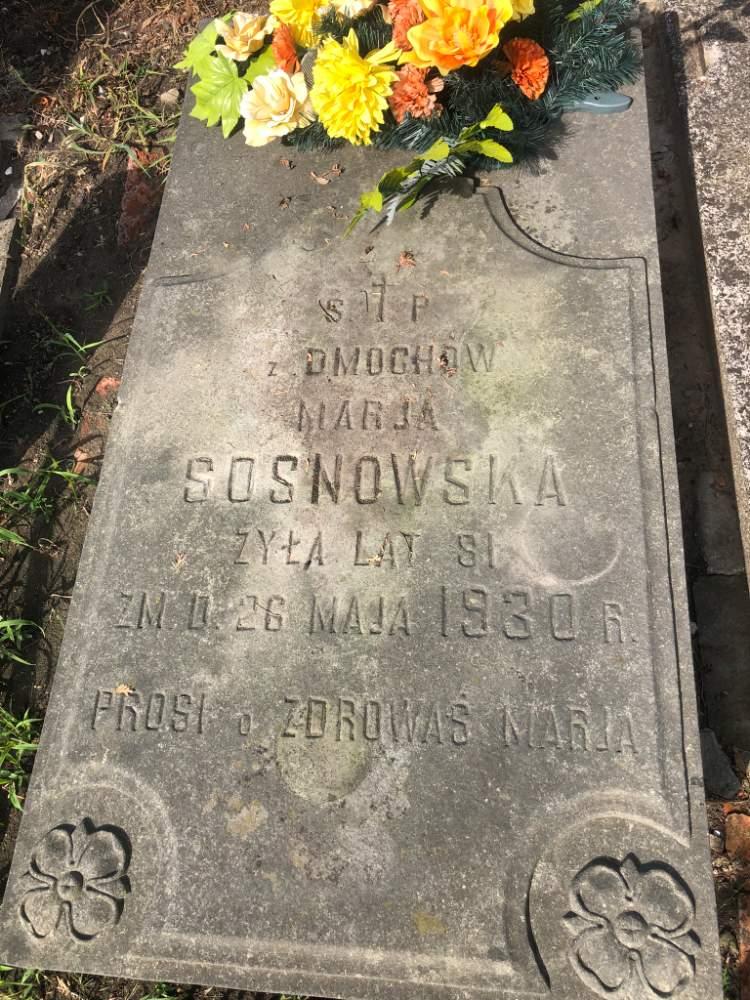 Ś. † P
z DMOCHÓW
MARJA
SOSNOWSKA
ŻYŁA LAT 81
ZM. D. 26 MAJA 1930 R.
PROSI o ZDROWAŚ MARJA